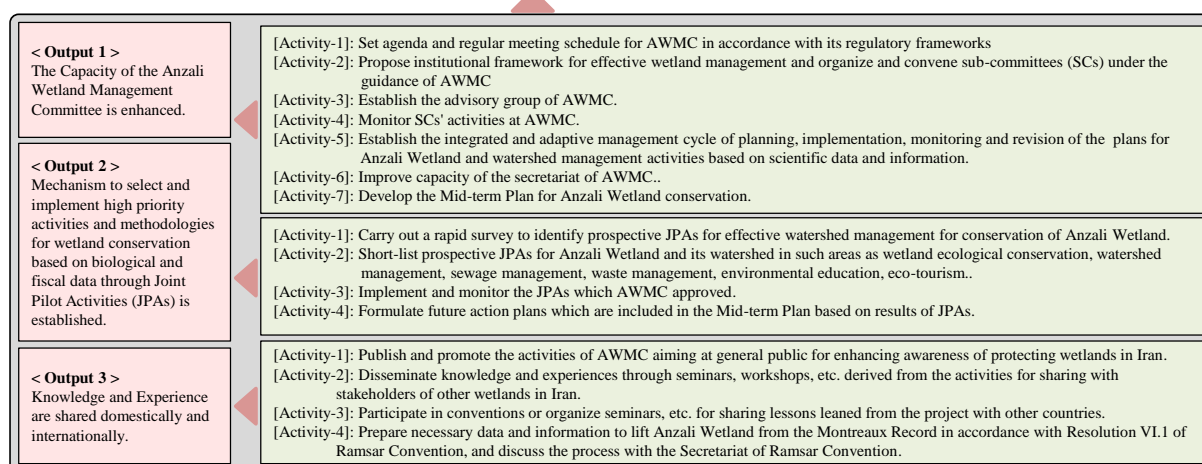 < Output 1 >
The Capacity of the Anzali
Wetland Management
Committee is enhanced.
[Activity-1]: Set agenda and regular meeting schedule for AWMC in accordance with its regulatory frameworks
[Activity-2]: Propose institutional framework for effective wetland management and organize and convene sub-committees (SCs) under the
guidance of AWMC
[Activity-3]: Establish the advisory group of AWMC.
[Activity-4]: Monitor SCs' activities at AWMC.
[Activity-5]: Establish the integrated and adaptive management cycle of planning, implementation, monitoring and revision of the plans for
Anzali Wetland and watershed management activities based on scientific data and information.
[Activity-6]: Improve capacity of the secretariat of AWMC..
[Activity-7]: Develop the Mid-term Plan for Anzali Wetland conservation.
< Output 2 >
Mechanism to select and
implement high priority
activities and methodologies
for wetland conservation
based on biological and
fiscal data through Joint
Pilot Activities (JPAs) is
established.
[Activity-1]: Carry out a rapid survey to identify prospective JPAs for effective watershed management for conservation of Anzali Wetland.
[Activity-2]: Short-list prospective JPAs for Anzali Wetland and its watershed in such areas as wetland ecological conservation, watershed
management, sewage management, waste management, environmental education, eco-tourism..
[Activity-3]: Implement and monitor the JPAs which AWMC approved.
[Activity-4]: Formulate future action plans which are included in the Mid-term Plan based on results of JPAs.
< Output 3 >
Knowledge and Experience
are shared domestically and
internationally.
[Activity-1]: Publish and promote the activities of AWMC aiming at general public for enhancing awareness of protecting wetlands in Iran.
[Activity-2]: Disseminate knowledge and experiences through seminars, workshops, etc. derived from the activities for sharing with
stakeholders of other wetlands in Iran.
[Activity-3]: Participate in conventions or organize seminars, etc. for sharing lessons leaned from the project with other countries.
[Activity-4]: Prepare necessary data and information to lift Anzali Wetland from the Montreaux Record in accordance with Resolution VI.1 of
Ramsar Convention, and discuss the process with the Secretariat of Ramsar Convention.